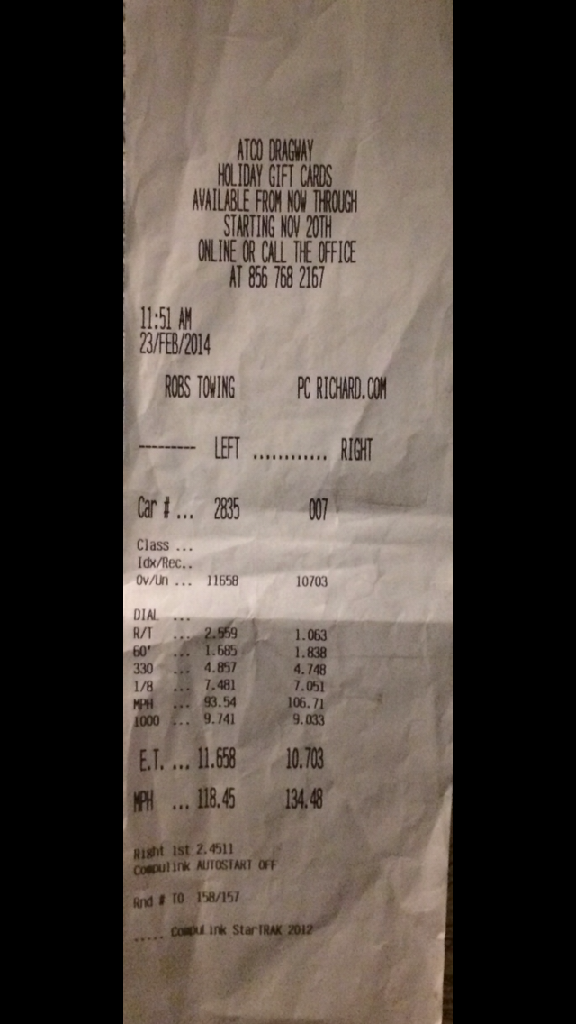 ATCO DRAGWAY
HOLIDAY GIFT CARDS
AVAILABLE FROM NOW THROUGH
STARTING NOV 20TH
ONLINE OR CALL THE OFFICE
AT 856 768 2167
11:51 AM
23/FEB/2014
ROBS TOWING PC RICHARD.COM
--------- LEFT ............ RIGHT
Car # ... 2835 007
Class ...
Idx/Rec..
Ov/Un ... 11658 10703
DIAL ...
R/T ... 2.559 1.063
60' ... 1.685 1.838
330 ... 4.857 4.748
1/8 ... 7.481 7.051
MPH ... 93.54 106.71
1000 ... 9.741 9.033
E.T. ... 11.658 10.703
MPH ... 118.45 134.48
Right 1st 2.4511
CompuLink AUTOSTART OFF
Rnd # TO 158/157
..... CompuLink StarTRAK 2012